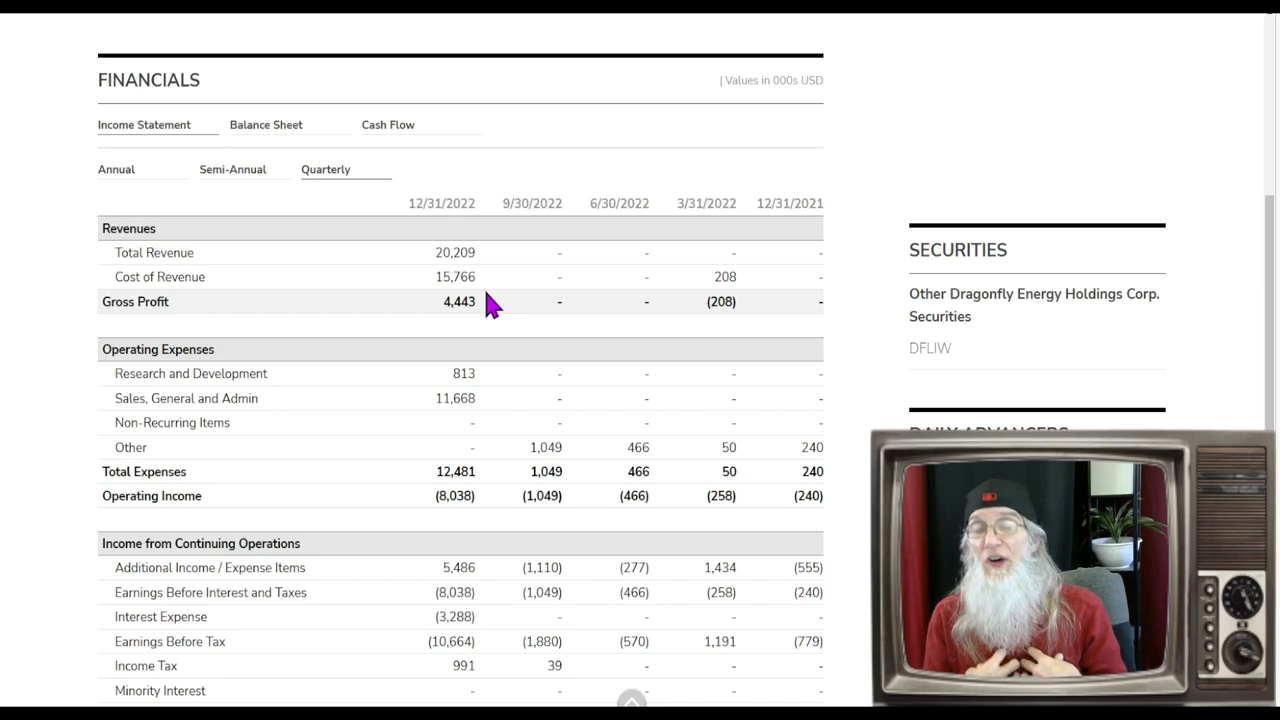 FINANCIALS
| Values in 000s USD
Income Statement Balance Sheet Cash Flow
Annual Semi-Annual Quarterly
12/31/2022 9/30/2022 6/30/2022 3/31/2022 12/31/2021
Revenues
Total Revenue 20,209 - - - -
Cost of Revenue 15,766 - - 208 -
Gross Profit 4,443 - - (208) -
Operating Expenses
Research and Development 813 - - - -
Sales, General and Admin 11,668 - - - -
Non-Recurring Items - - - - -
Other - 1,049 466 50 240
Total Expenses 12,481 1,049 466 50 240
Operating Income (8,038) (1,049) (466) (258) (240)
Income from Continuing Operations
Additional Income / Expense Items 5,486 (1,110) (277) 1,434 (555)
Earnings Before Interest and Taxes (8,038) (1,049) (466) (258) (240)
Interest Expense (3,288) - - - -
Earnings Before Tax (10,664) (1,880) (570) 1,191 (779)
Income Tax 991 39 - - -
Minority Interest - - - - -
SECURITIES
Other Dragonfly Energy Holdings Corp.
Securities
DFLIW
DAILY ADVANCERS